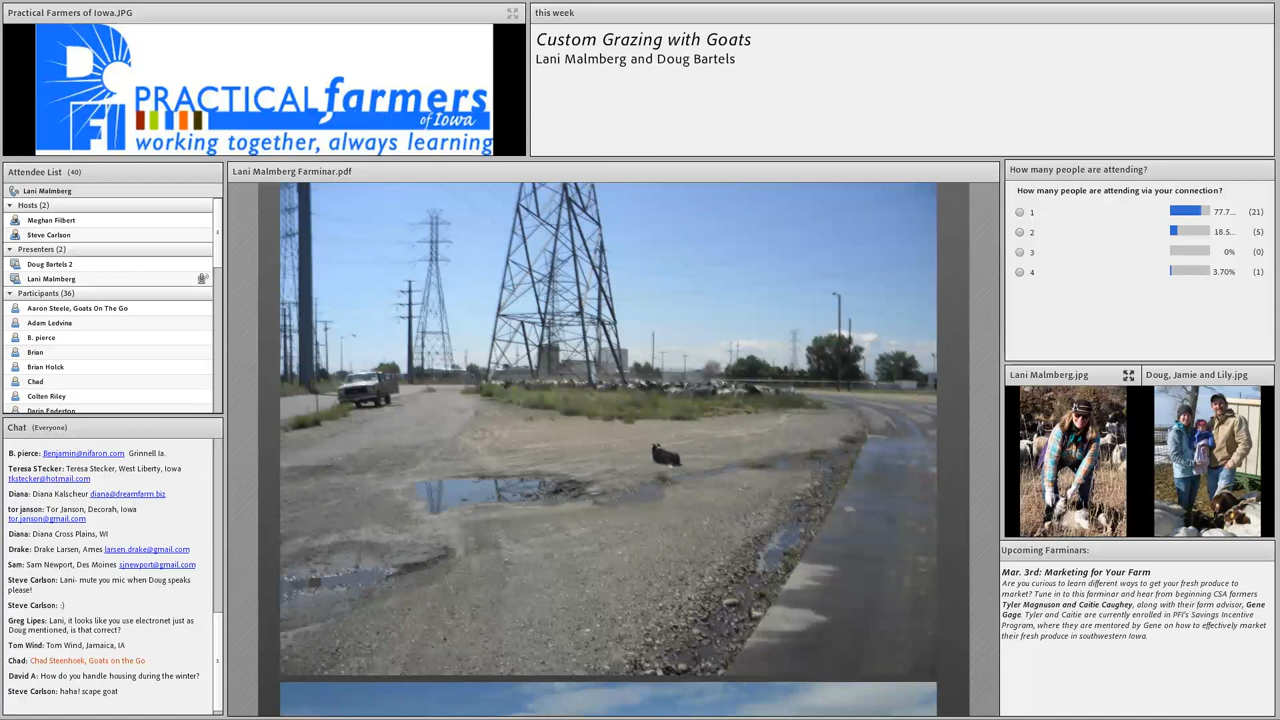 Practical Farmers of Iowa.JPG
PFI
PRACTICAL farmers
of Iowa
working together, always learning
this week
Custom Grazing with Goats
Lani Malmberg and Doug Bartels
Attendee List (40)
Lani Malmberg
Hosts (2)
Meghan Filbert
Steve Carlson
Presenters (2)
Doug Bartels 2
Lani Malmberg
Participants (36)
Aaron Steele, Goats On The Go
Adam Ledvina
B. pierce
Brian
Brian Holck
Chad
Colten Riley
Darin Enderton
Chat (Everyone)
B. pierce: Benjamin@nifaron.com Grinnell Ia.
Teresa STecker: Teresa Stecker, West Liberty, Iowa
tkstecker@hotmail.com
Diana: Diana Kalscheur diana@dreamfarm.biz
tor janson: Tor Janson, Decorah, Iowa
tor.janson@gmail.com
Diana: Diana Cross Plains, WI
Drake: Drake Larsen, Ames larsen.drake@gmail.com
Sam: Sam Newport, Des Moines sjnewport@gmail.com
Steve Carlson: Lani- mute you mic when Doug speaks
please!
Steve Carlson: :)
Greg Lipes: Lani, it looks like you use electronet just as
Doug mentioned, is that correct?
Tom Wind: Tom Wind, Jamaica, IA
Chad: Chad Steenhoek, Goats on the Go
David A: How do you handle housing during the winter?
Steve Carlson: haha! scape goat
Lani Malmberg Farminar.pdf
How many people are attending?
How many people are attending via your connection?
1 77.7... (21)
2 18.5... (5)
3 0% (0)
4 3.70% (1)
Lani Malmberg.jpg
Doug, Jamie and Lily.jpg
Upcoming Farminars:
Mar. 3rd: Marketing for Your Farm
Are you curious to learn different ways to get your fresh produce to
market? Tune in to this farminar and hear from beginning CSA farmers
Tyler Magnuson and Caitie Caughey, along with their farm advisor, Gene
Gage. Tyler and Caitie are currently enrolled in PFI's Savings Incentive
Program, where they are mentored by Gene on how to effectively market
their fresh produce in southwestern Iowa.